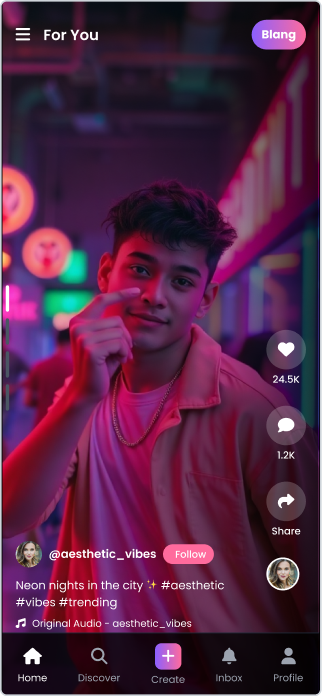 For You
Blang
24.5K
1.2K
Share
@aesthetic_vibes
Follow
Neon nights in the city ✨ #aesthetic
#vibes #trending
Original Audio - aesthetic_vibes
Home
Discover
Create
Inbox
Profile